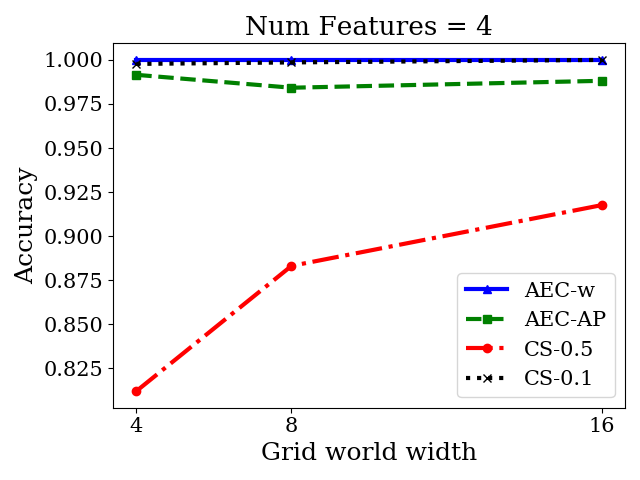 Num Features = 4
1.000
0.975
0.950
0.925
0.900
0.875
0.850
0.825
Accuracy
AEC-w
AEC-AP
CS-0.5
CS-0.1
4
8
16
Grid world width